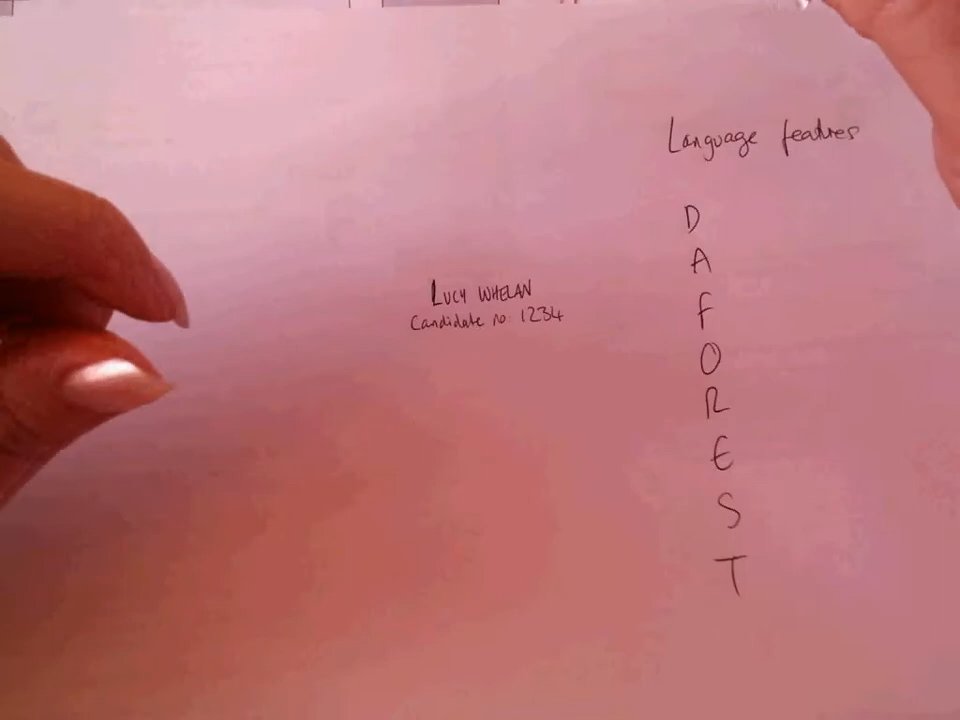 Language features
D
A
F
O
R
E
S
T
LUCY WHELAN
Candidate no: 1234